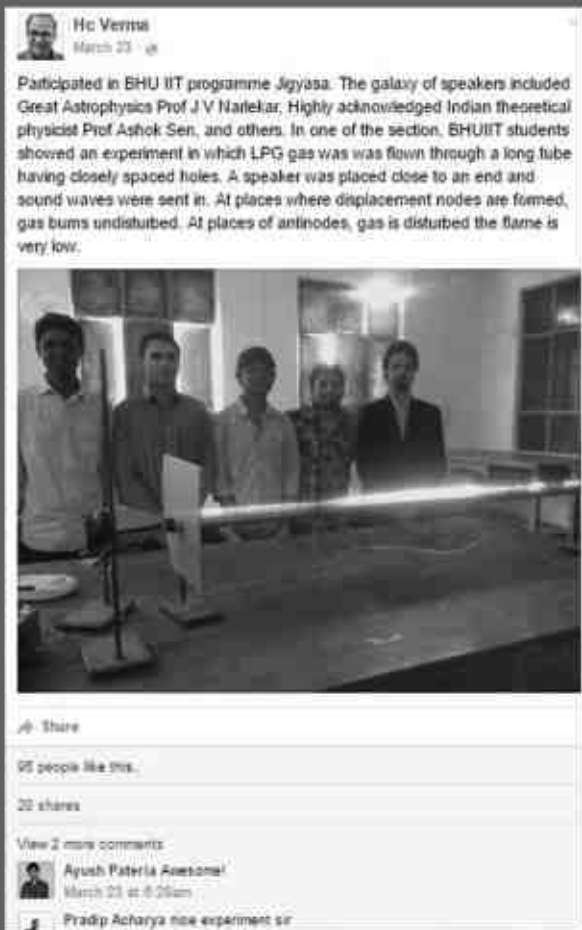 Hc Verma
March 23
Participated in BHU IIT programme Jigyasa. The galaxy of speakers included
Great Astrophysics Prof J V Narlekar, Highly acknowledged Indian theoretical
physicist Prof Ashok Sen, and others. In one of the section, BHUIIT students
showed an experiment in which LPG gas was was flown through a long tube
having closely spaced holes. A speaker was placed close to an end and
sound waves were sent in. At places where displacement nodes are formed,
gas burns undisturbed. At places of antinodes, gas is disturbed the flame is
very low.
Share
95 people like this.
20 shares
View 2 more comments
Ayush Pateria Awesome!
March 23 at 6:26am
Pradip Acharya nice experiment sir